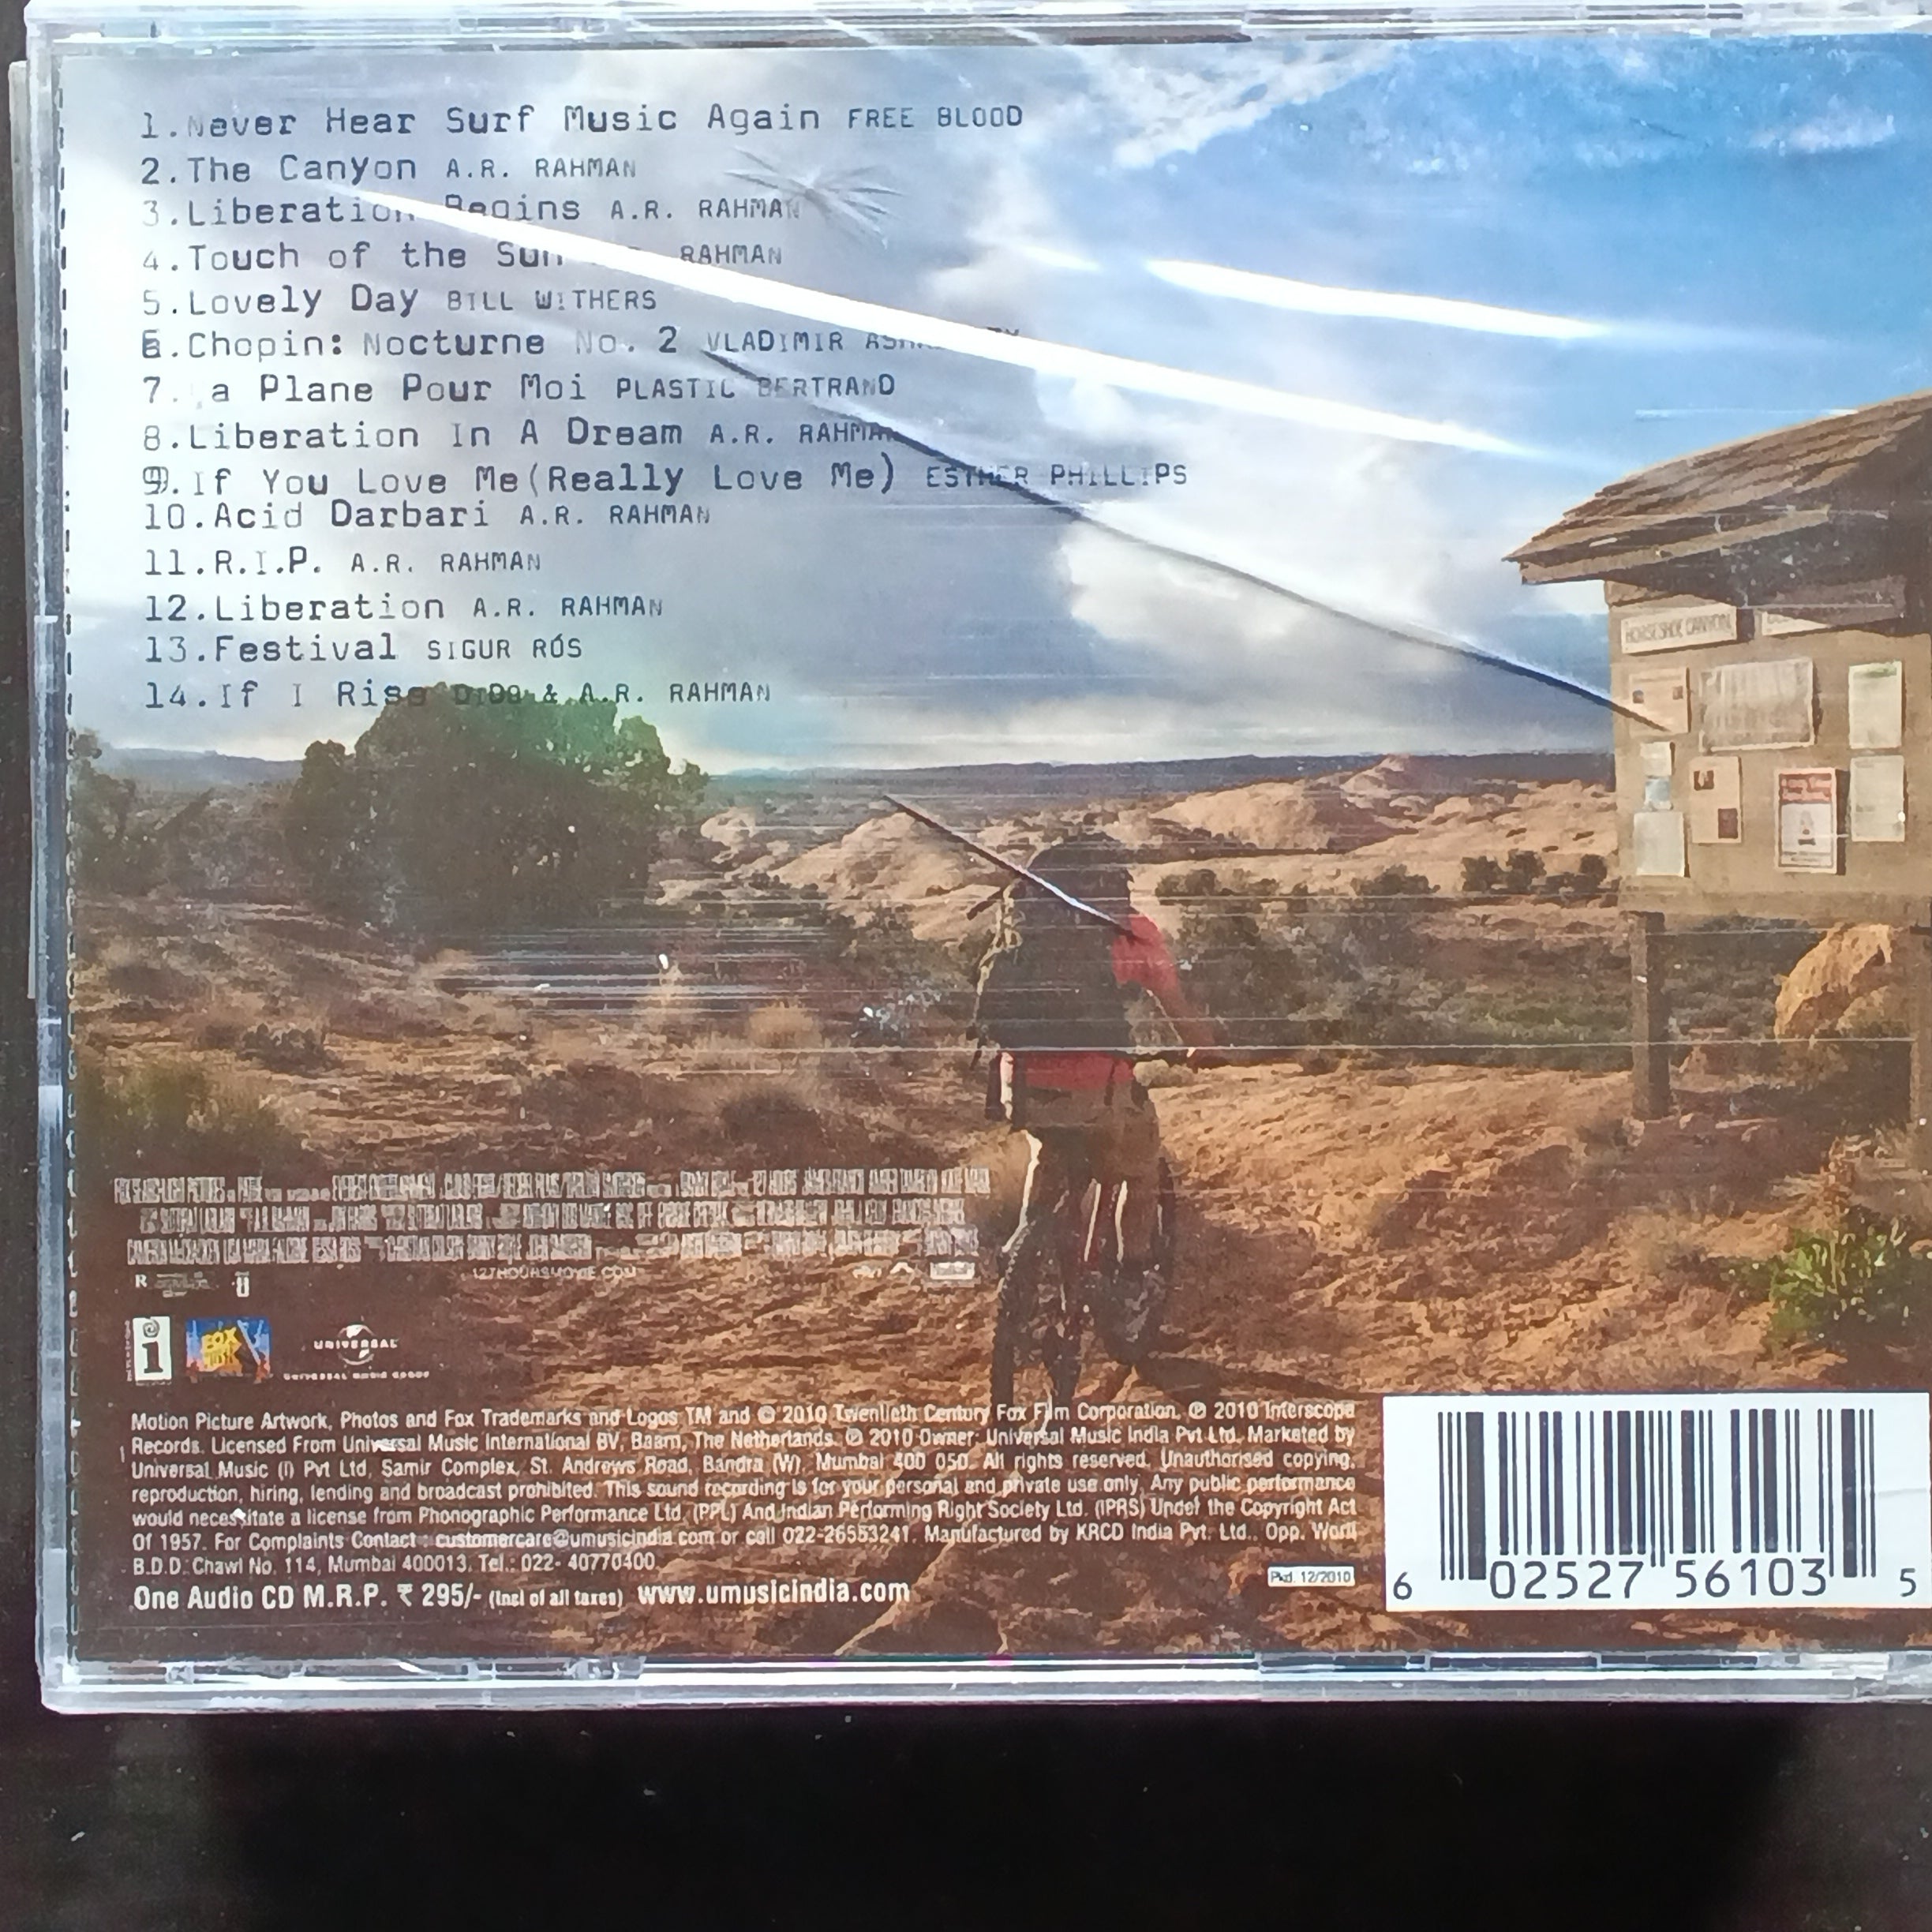 1.Never Hear Surf Music Again FREE BLOOD
2.The Canyon A.R. RAHMAN
3.Liberation Begins A.R. RAHMAN
4.Touch of the Sun RAHMAN
5.Lovely Day BILL WITHERS
6.Chopin: Nocturne No. 2 VLADIMIR
7. a Plane Pour Moi PLASTIC BERTRAND
8.Liberation In A Dream A.R. RAHMAN
9.If You Love Me(Really Love Me) ESTHER PHILLIPS
10.Acid Darbari A.R. RAHMAN
11.R.I.P. A.R. RAHMAN
12.Liberation A.R. RAHMAN
13.Festival SIGUR RÓS
14.If I Rise DIDO & A.R. RAHMAN
HORSESHOE CANYON
127HOURSMOVIE.COM
R
i
FOX MUSIC
UNIVERSAL
UNIVERSAL MUSIC GROUP
Motion Picture Artwork, Photos and Fox Trademarks and Logos TM and © 2010 Twentieth Century Fox Film Corporation. ℗ 2010 Interscope
Records. Licensed From Universal Music International BV, Baarn, The Netherlands. ℗ 2010 Owner: Universal Music India Pvt Ltd. Marketed by
Universal Music (I) Pvt Ltd, Samir Complex, St. Andrews Road, Bandra (W), Mumbai 400 050. All rights reserved. Unauthorised copying,
reproduction, hiring, lending and broadcast prohibited. This sound recording is for your personal and private use only. Any public performance
would necessitate a license from Phonographic Performance Ltd. (PPL) And Indian Performing Right Society Ltd. (IPRS) Under the Copyright Act
Of 1957. For Complaints Contact : customercare@umusicindia.com or call 022-26553241. Manufactured by KRCD India Pvt. Ltd., Opp. Worli
B.D.D. Chawl No. 114, Mumbai 400013. Tel.: 022- 40770400.
One Audio CD M.R.P. ₹ 295/- (Incl of all taxes) www.umusicindia.com
Pkd. 12/2010
6 02527 56103 5